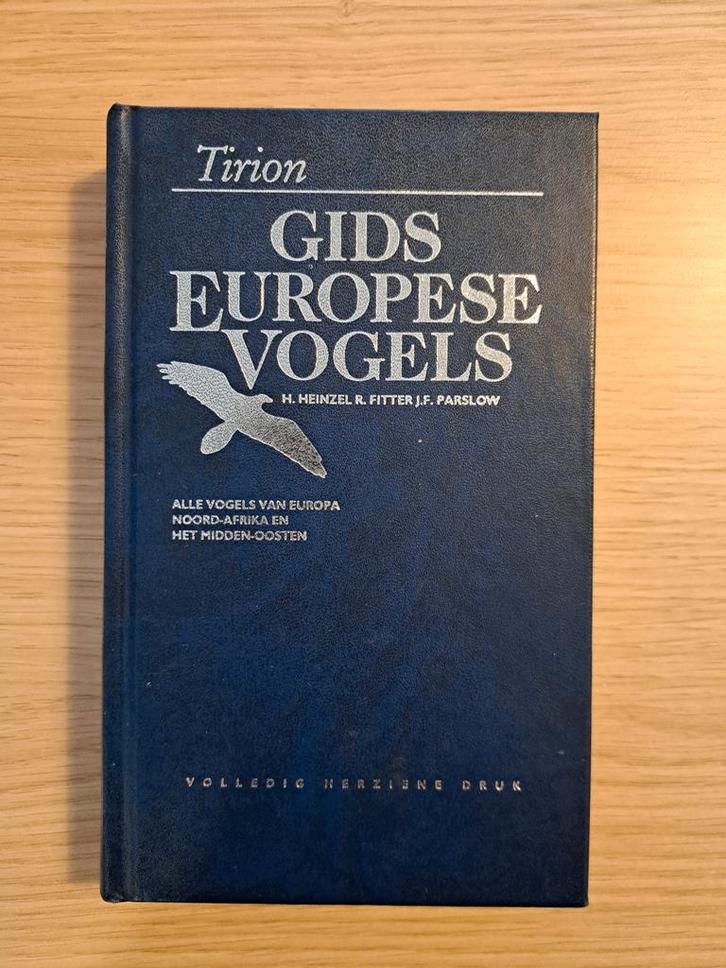 Tirion
GIDS
EUROPESE
VOGELS
H. HEINZEL R. FITTER J.F. PARSLOW
ALLE VOGELS VAN EUROPA
NOORD-AFRIKA EN
HET MIDDEN-OOSTEN
VOLLEDIG HERZIENE DRUK